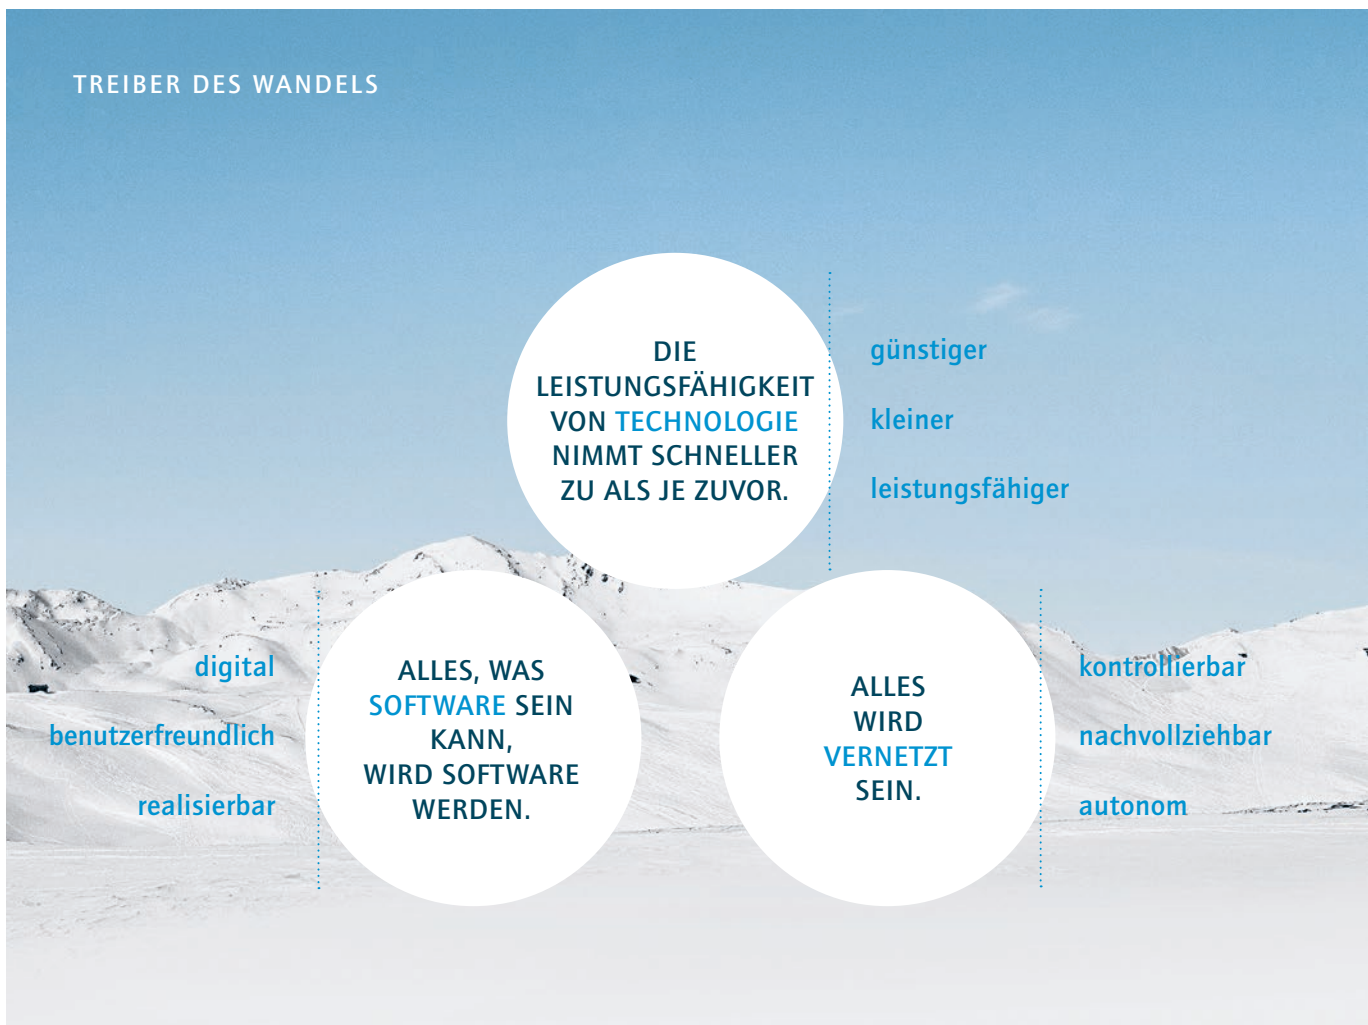 TREIBER DES WANDELS
DIE
LEISTUNGSFÄHIGKEIT
VON TECHNOLOGIE
NIMMT SCHNELLER
ZU ALS JE ZUVOR.
günstiger
kleiner
leistungsfähiger
digital
benutzerfreundlich
realisierbar
ALLES, WAS
SOFTWARE SEIN
KANN,
WIRD SOFTWARE
WERDEN.
ALLES
WIRD
VERNETZT
SEIN.
kontrollierbar
nachvollziehbar
autonom